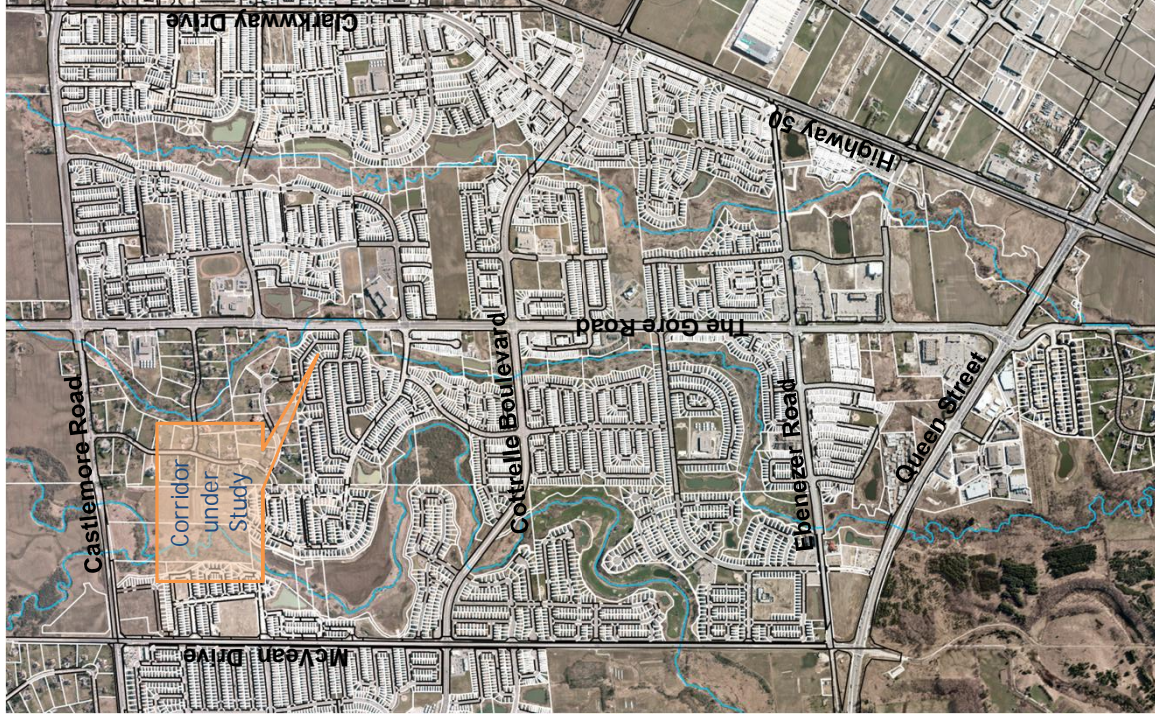 Clarkwway Drive
Highway 50
The Gore Road
Castlemore Road
Cottrelle Boulevard
Ebenezer Road
Queen Street
Corridor
under
Study
McVean Drive